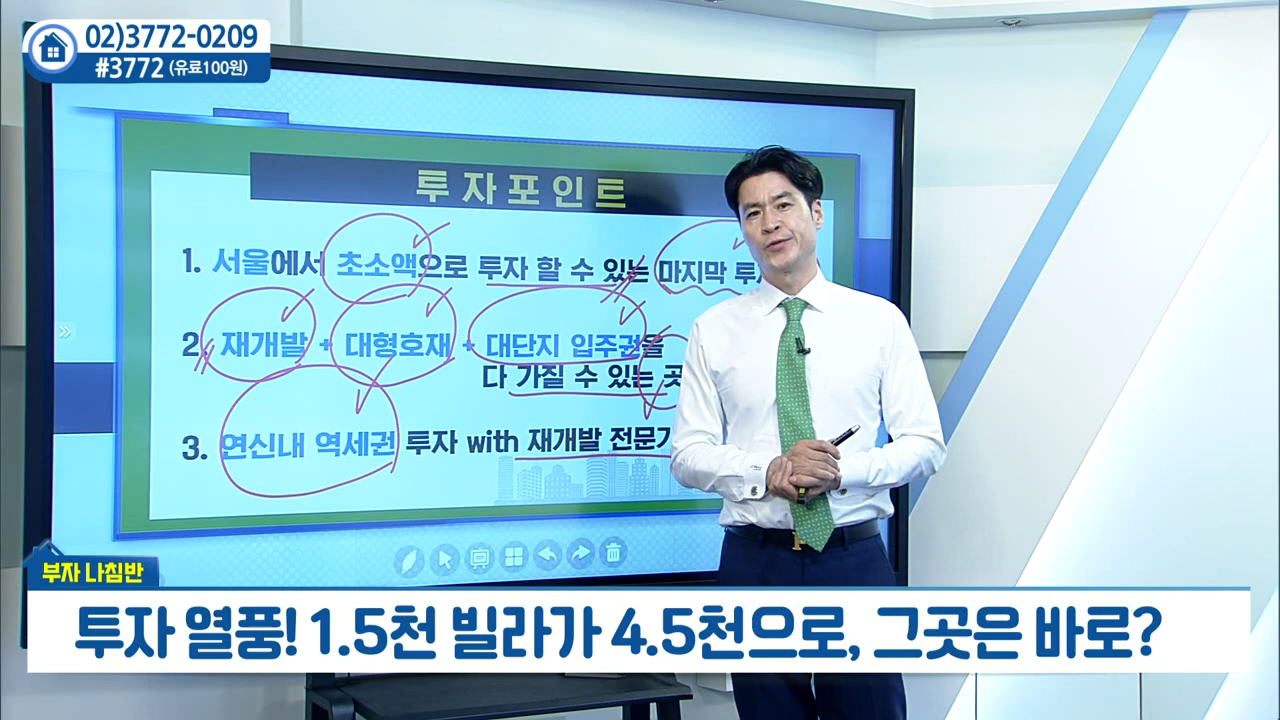 02)3772-0209
#3772 (유료100원)
투자포인트
1. 서울에서 초소액으로 투자 할 수 있는 마지막 투
2. 재개발 + 대형호재 + 대단지 입주권을
다 가질 수 있는 곳
3. 연신내 역세권 투자 with 재개발 전문가
부자 나침반
투자 열풍! 1.5천 빌라가 4.5천으로, 그곳은 바로?